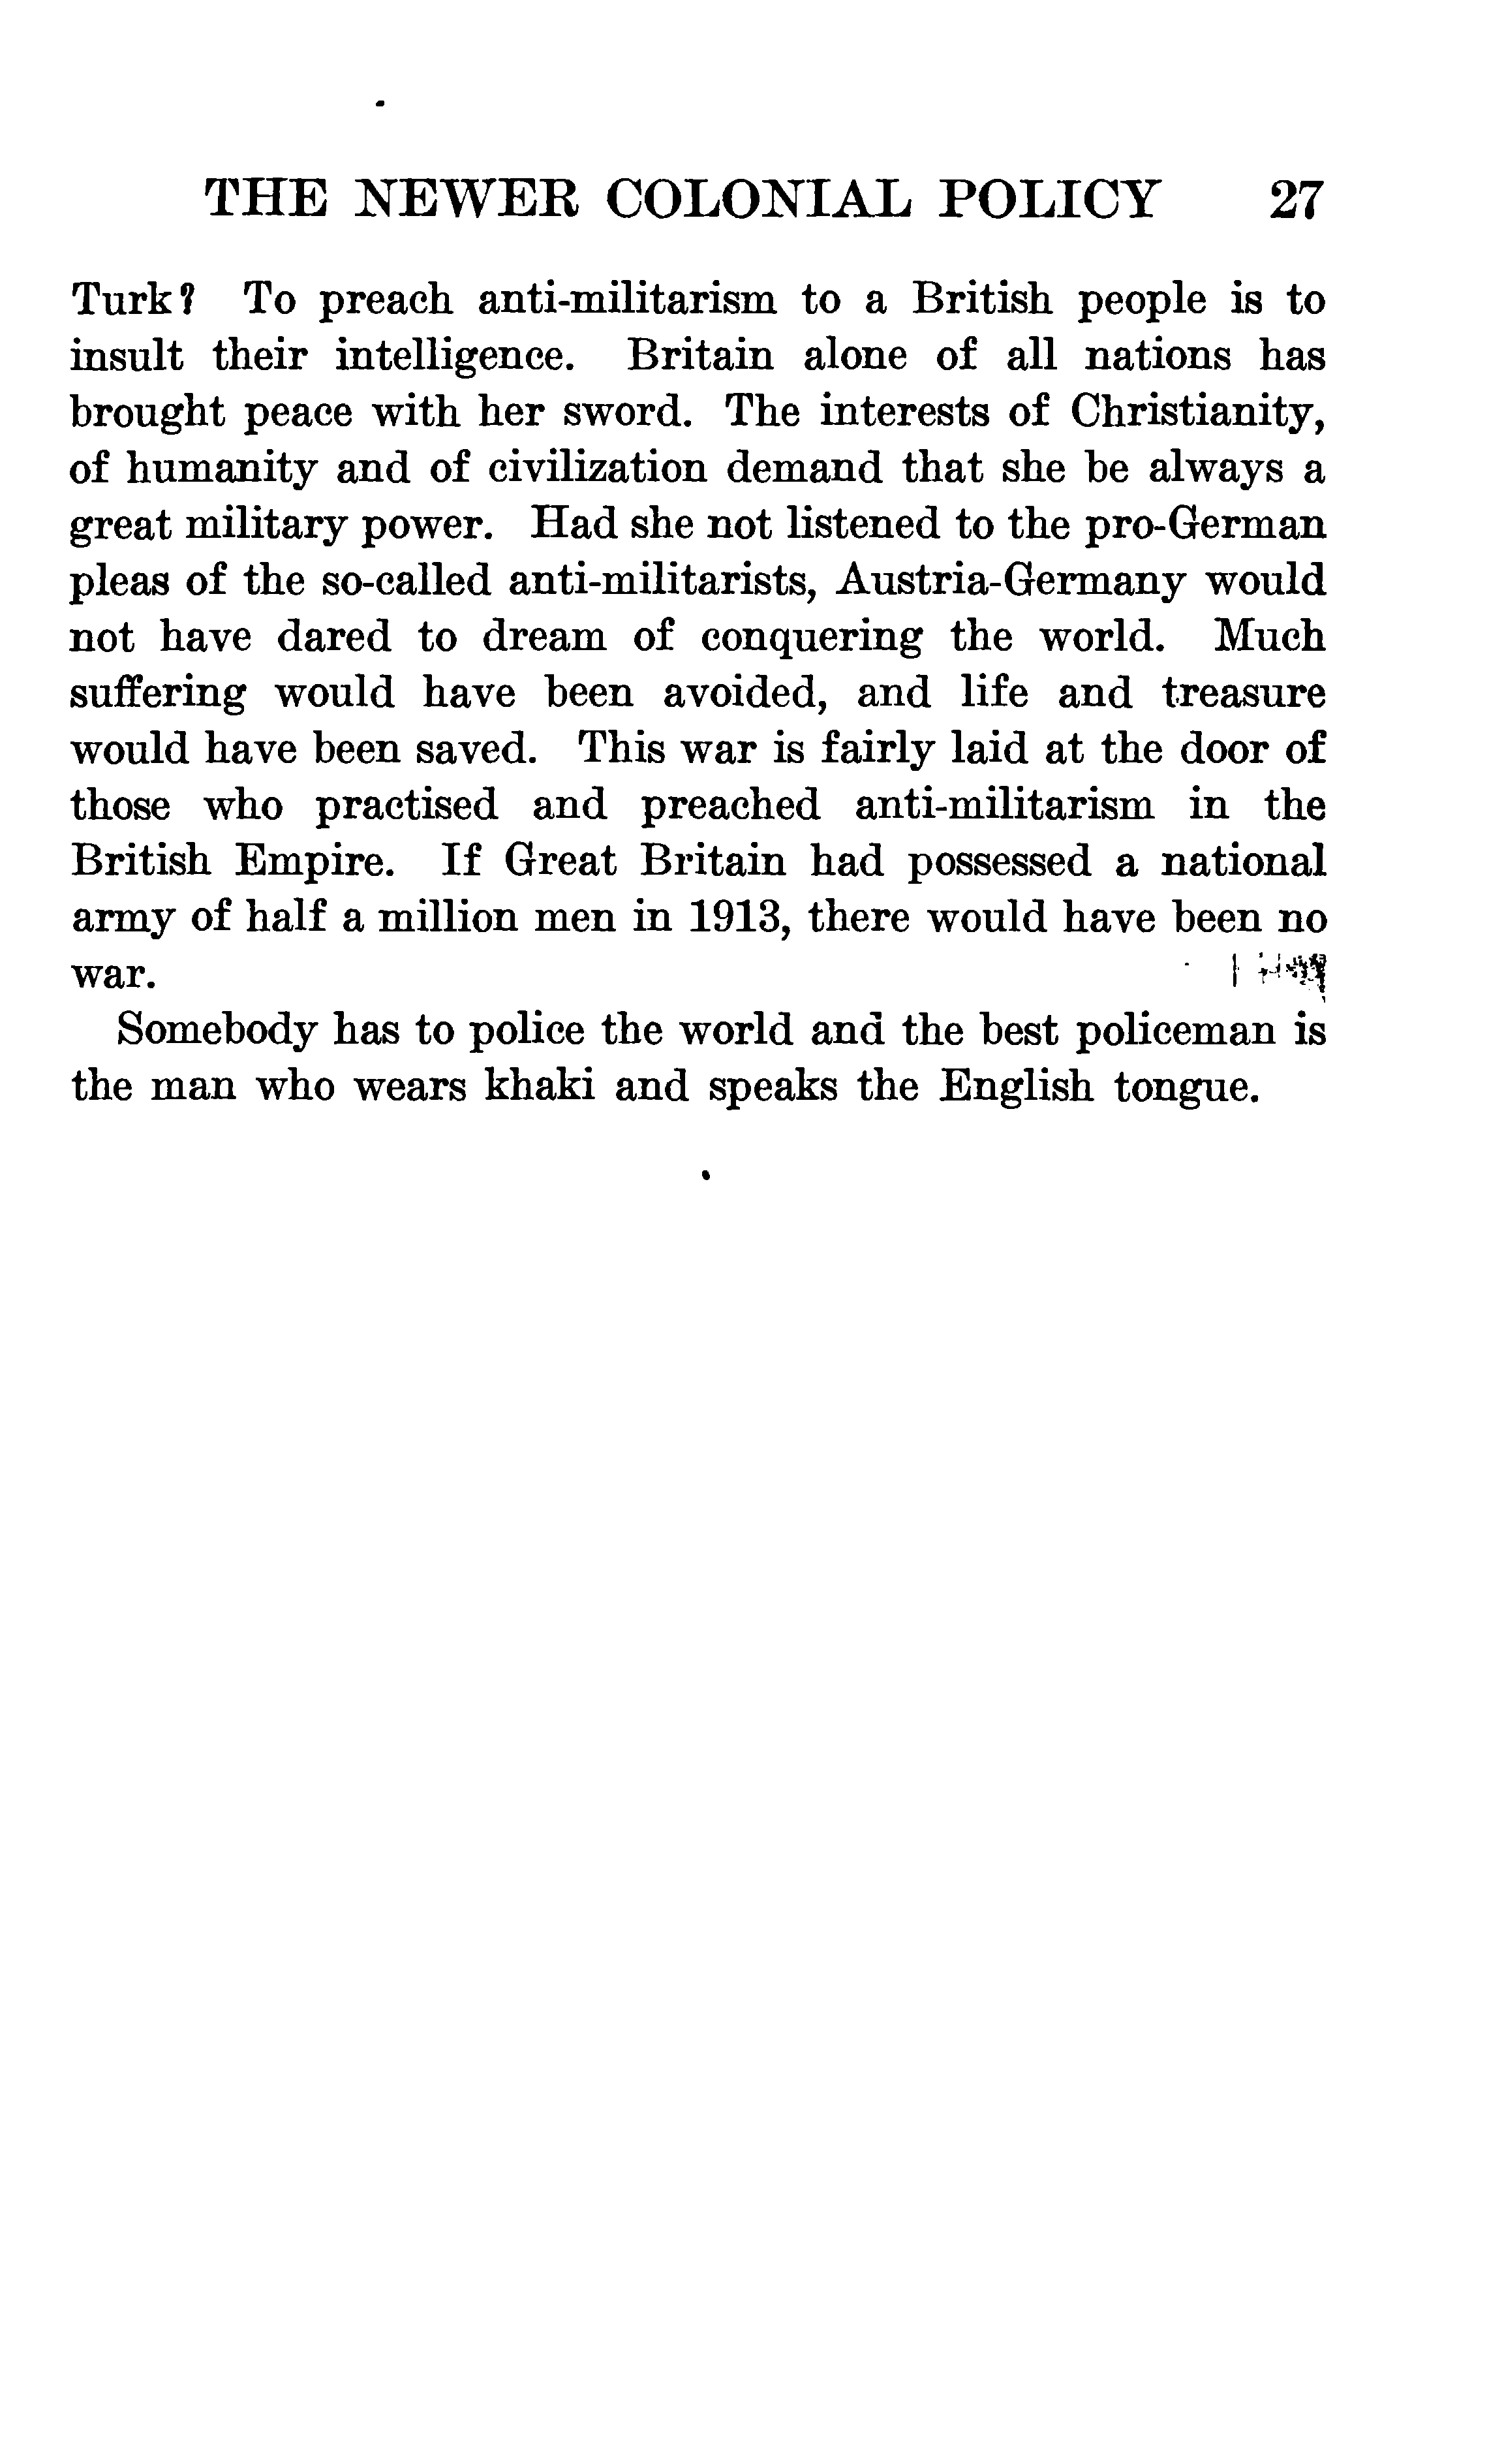 THE NEWER COLONIAL POLICY 27
Turk? To preach anti-militarism to a British people is to
insult their intelligence. Britain alone of all nations has
brought peace with her sword. The interests of Christianity,
of humanity and of civilization demand that she be always a
great military power. Had she not listened to the pro-German
pleas of the so-called anti-militarists, Austria-Germany would
not have dared to dream of conquering the world. Much
suffering would have been avoided, and life and treasure
would have been saved. This war is fairly laid at the door of
those who practised and preached anti-militarism in the
British Empire. If Great Britain had possessed a national
army of half a million men in 1913, there would have been no
war.
Somebody has to police the world and the best policeman is
the man who wears khaki and speaks the English tongue.